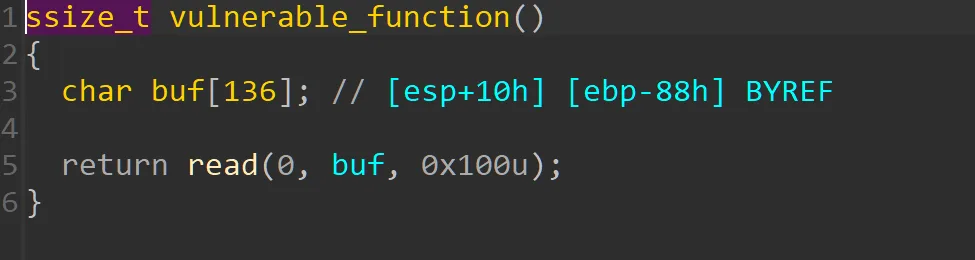 1 ssize_t vulnerable_function()
2 {
3   char buf[136]; // [esp+10h] [ebp-88h] BYREF
4
5   return read(0, buf, 0x100u);
6 }